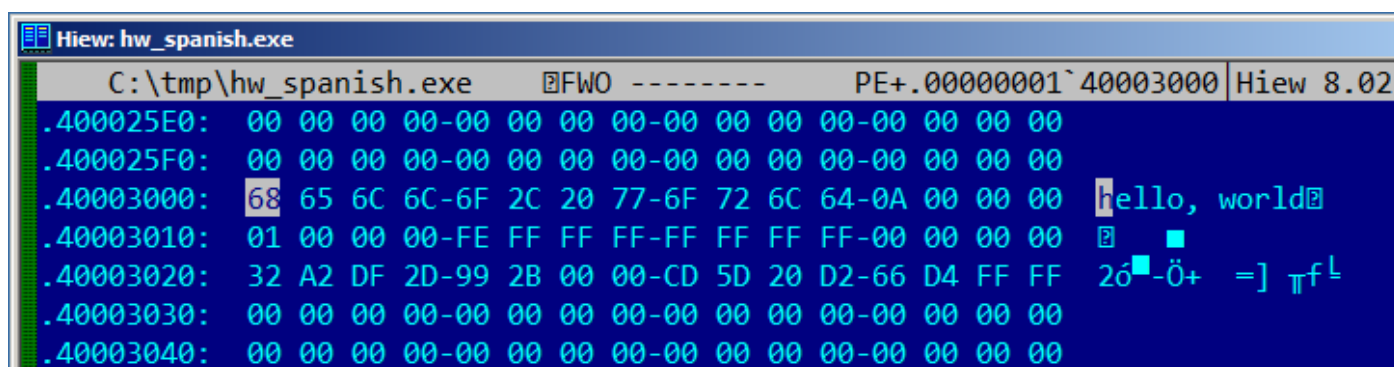 Hiew: hw_spanish.exe
C:\tmp\hw_spanish.exe ⍰FWO -------- PE+.00000001`40003000|Hiew 8.02
.400025E0: 00 00 00 00-00 00 00 00-00 00 00 00-00 00 00 00
.400025F0: 00 00 00 00-00 00 00 00-00 00 00 00-00 00 00 00
.40003000: 68 65 6C 6C-6F 2C 20 77-6F 72 6C 64-0A 00 00 00 hello, world⍰
.40003010: 01 00 00 00-FE FF FF FF-FF FF FF FF-00 00 00 00 ⍰ ■
.40003020: 32 A2 DF 2D-99 2B 00 00-CD 5D 20 D2-66 D4 FF FF 2ó▀-Ö+ =] ╥f╘
.40003030: 00 00 00 00-00 00 00 00-00 00 00 00-00 00 00 00
.40003040: 00 00 00 00-00 00 00 00-00 00 00 00-00 00 00 00